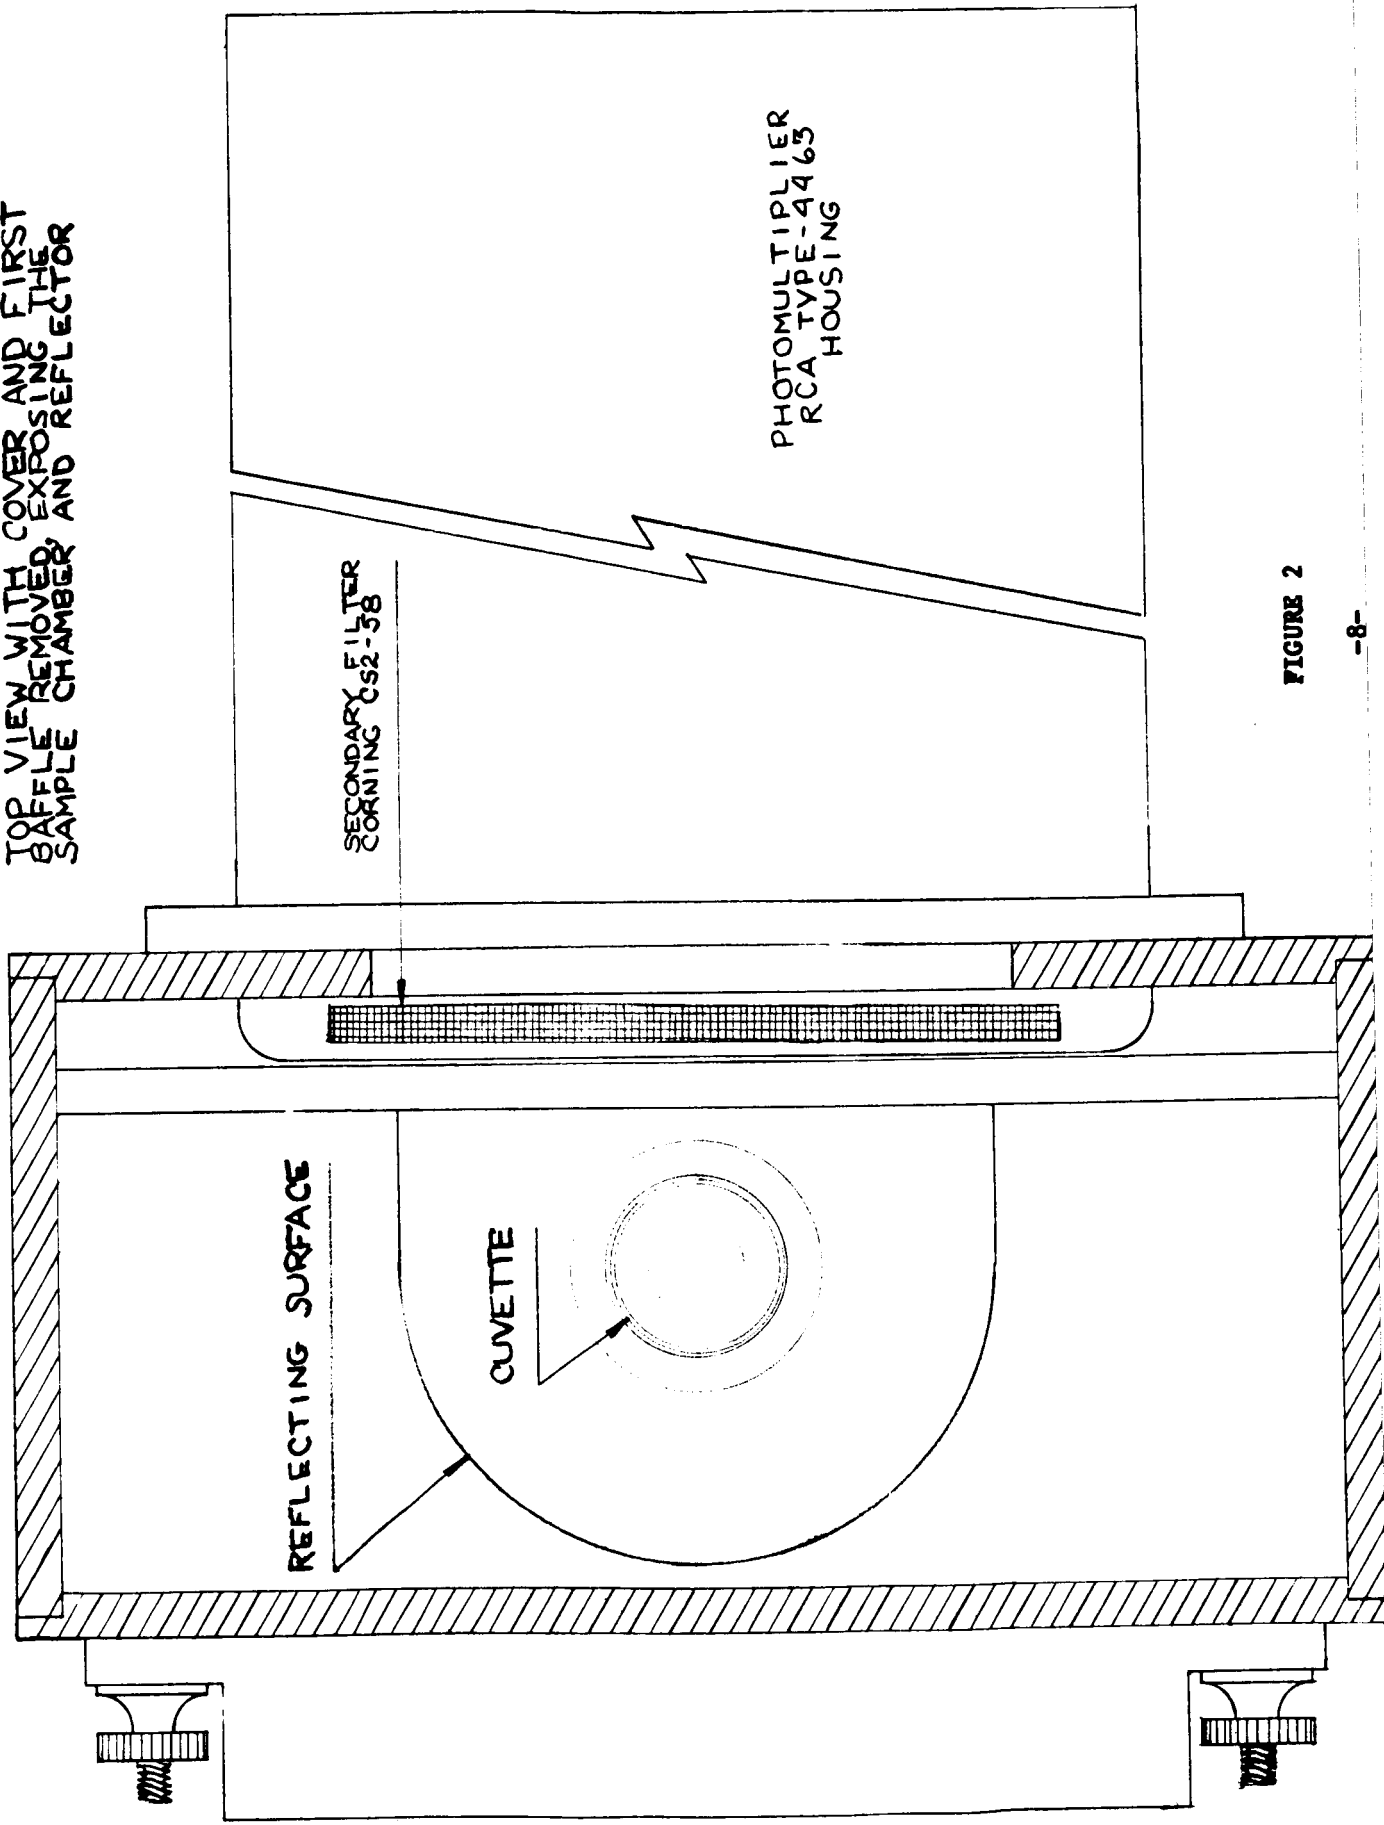 TOP VIEW WITH COVER AND FIRST
BAFFLE REMOVED, EXPOSING THE
SAMPLE CHAMBER, AND REFLECTOR
PHOTOMULTIPLIER
RCA TYPE-4463
HOUSING
SECONDARY FILTER
CORNING CS2-58
REFLECTING SURFACE
CUVETTE
FIGURE 2
-8-